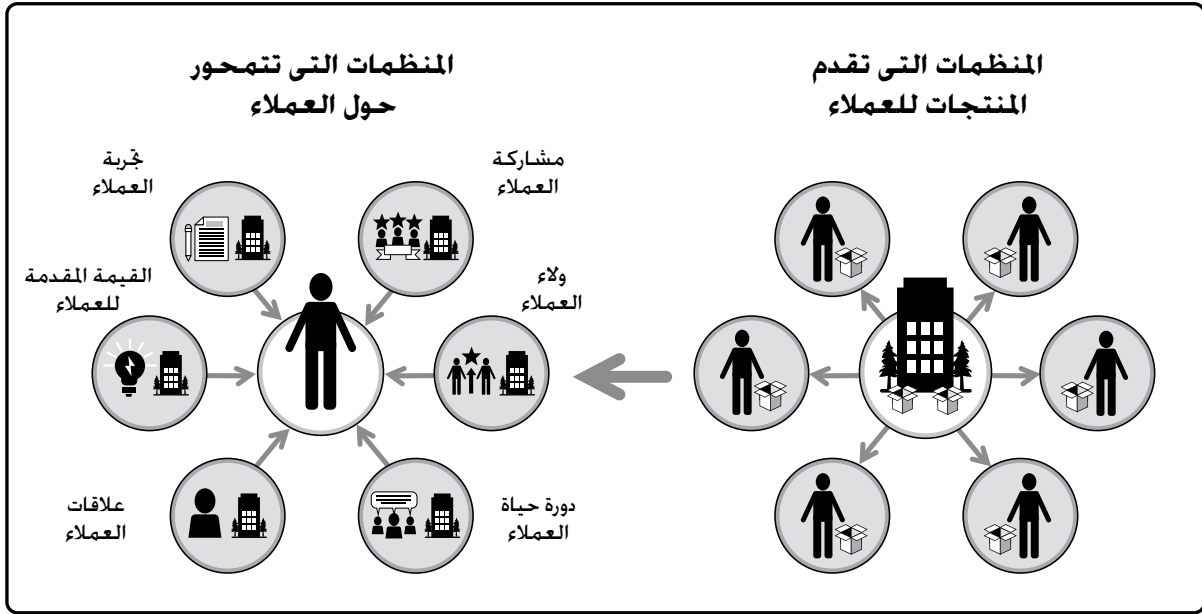 المنظمات التى تقدم
المنتجات للعملاء
المنظمات التى تتمحور
حول العملاء
مشاركة
العملاء
تجربة
العملاء
ولاء
العملاء
القيمة المقدمة
للعملاء
دورة حياة
العملاء
علاقات
العملاء